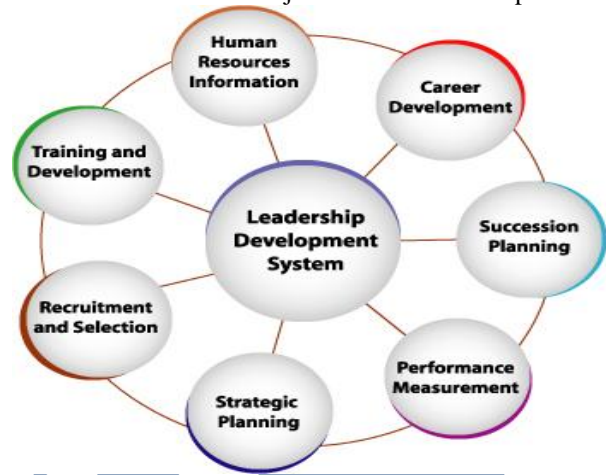 Human
Resources
Information
Career
Development
Succession
Planning
Performance
Measurement
Strategic
Planning
Recruitment
and Selection
Training and
Development
Leadership
Development
System